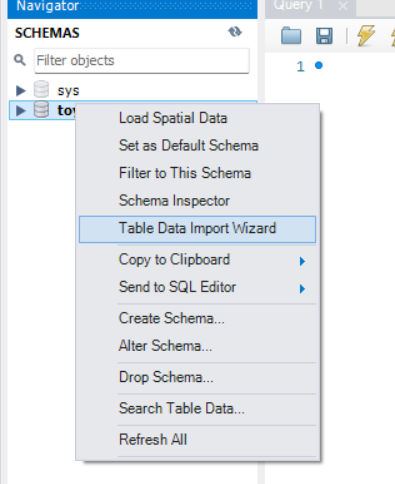 Navigator
Query 1
SCHEMAS
Filter objects
1
sys
Load Spatial Data
Set as Default Schema
Filter to This Schema
Schema Inspector
Table Data Import Wizard
Copy to Clipboard
Send to SQL Editor
Create Schema...
Alter Schema...
Drop Schema...
Search Table Data...
Refresh All